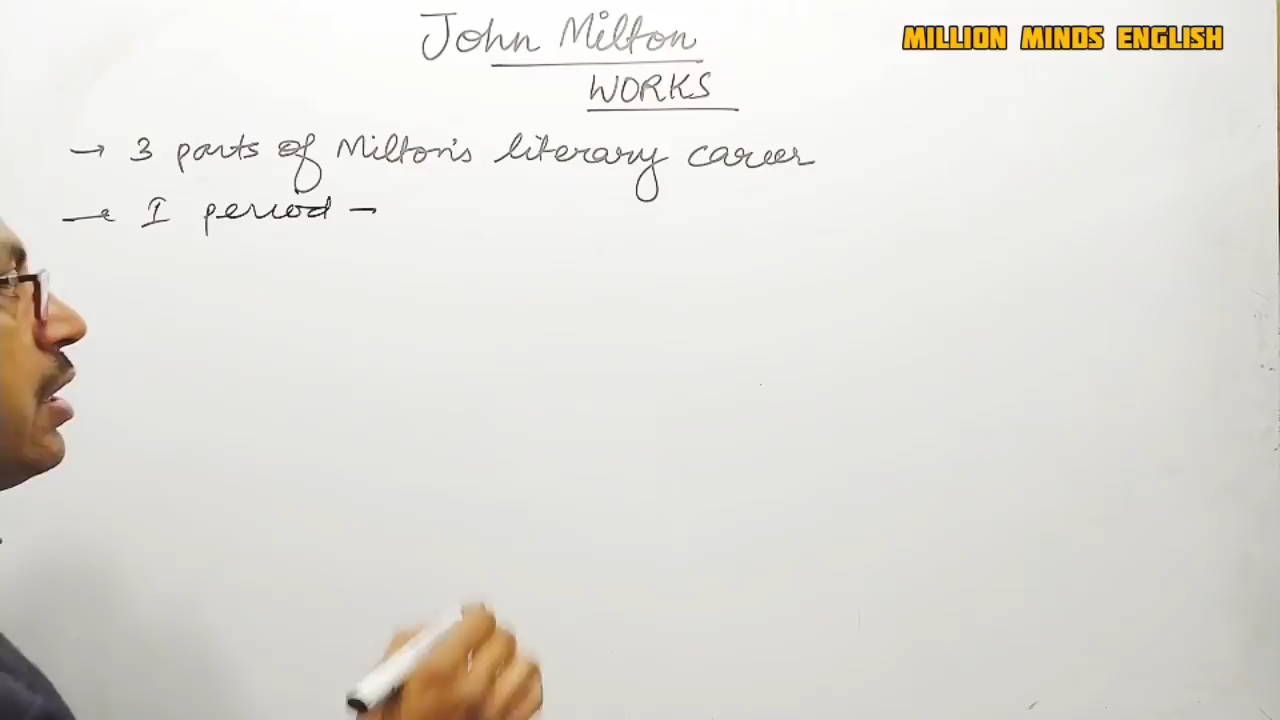 John Milton
MILLION MINDS ENGLISH
WORKS
→ 3 parts of Milton's literary career
→ I period -